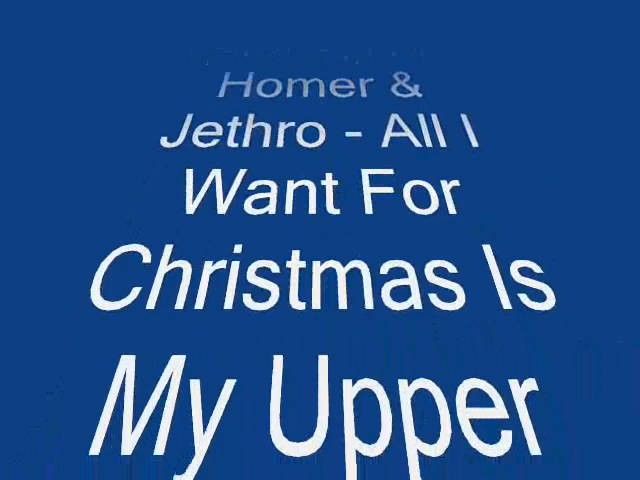 Homer &
Jethro - All I
Want For
Christmas Is
My Upper